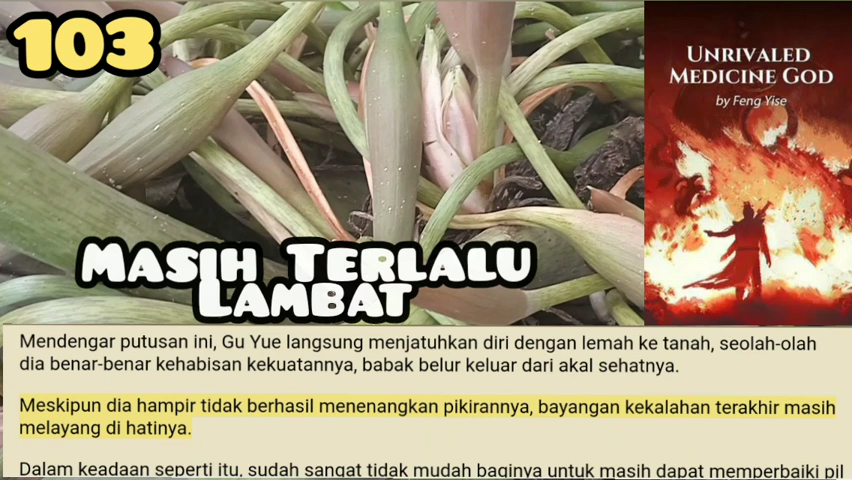 103
UNRIVALED
MEDICINE GOD
by Feng Yise
MASIH TERLALU
LAMBAT
Mendengar putusan ini, Gu Yue langsung menjatuhkan diri dengan lemah ke tanah, seolah-olah
dia benar-benar kehabisan kekuatannya, babak belur keluar dari akal sehatnya.
Meskipun dia hampir tidak berhasil menenangkan pikirannya, bayangan kekalahan terakhir masih
melayang di hatinya.
Dalam keadaan seperti itu, sudah sangat tidak mudah baginya untuk masih dapat memperbaiki pil